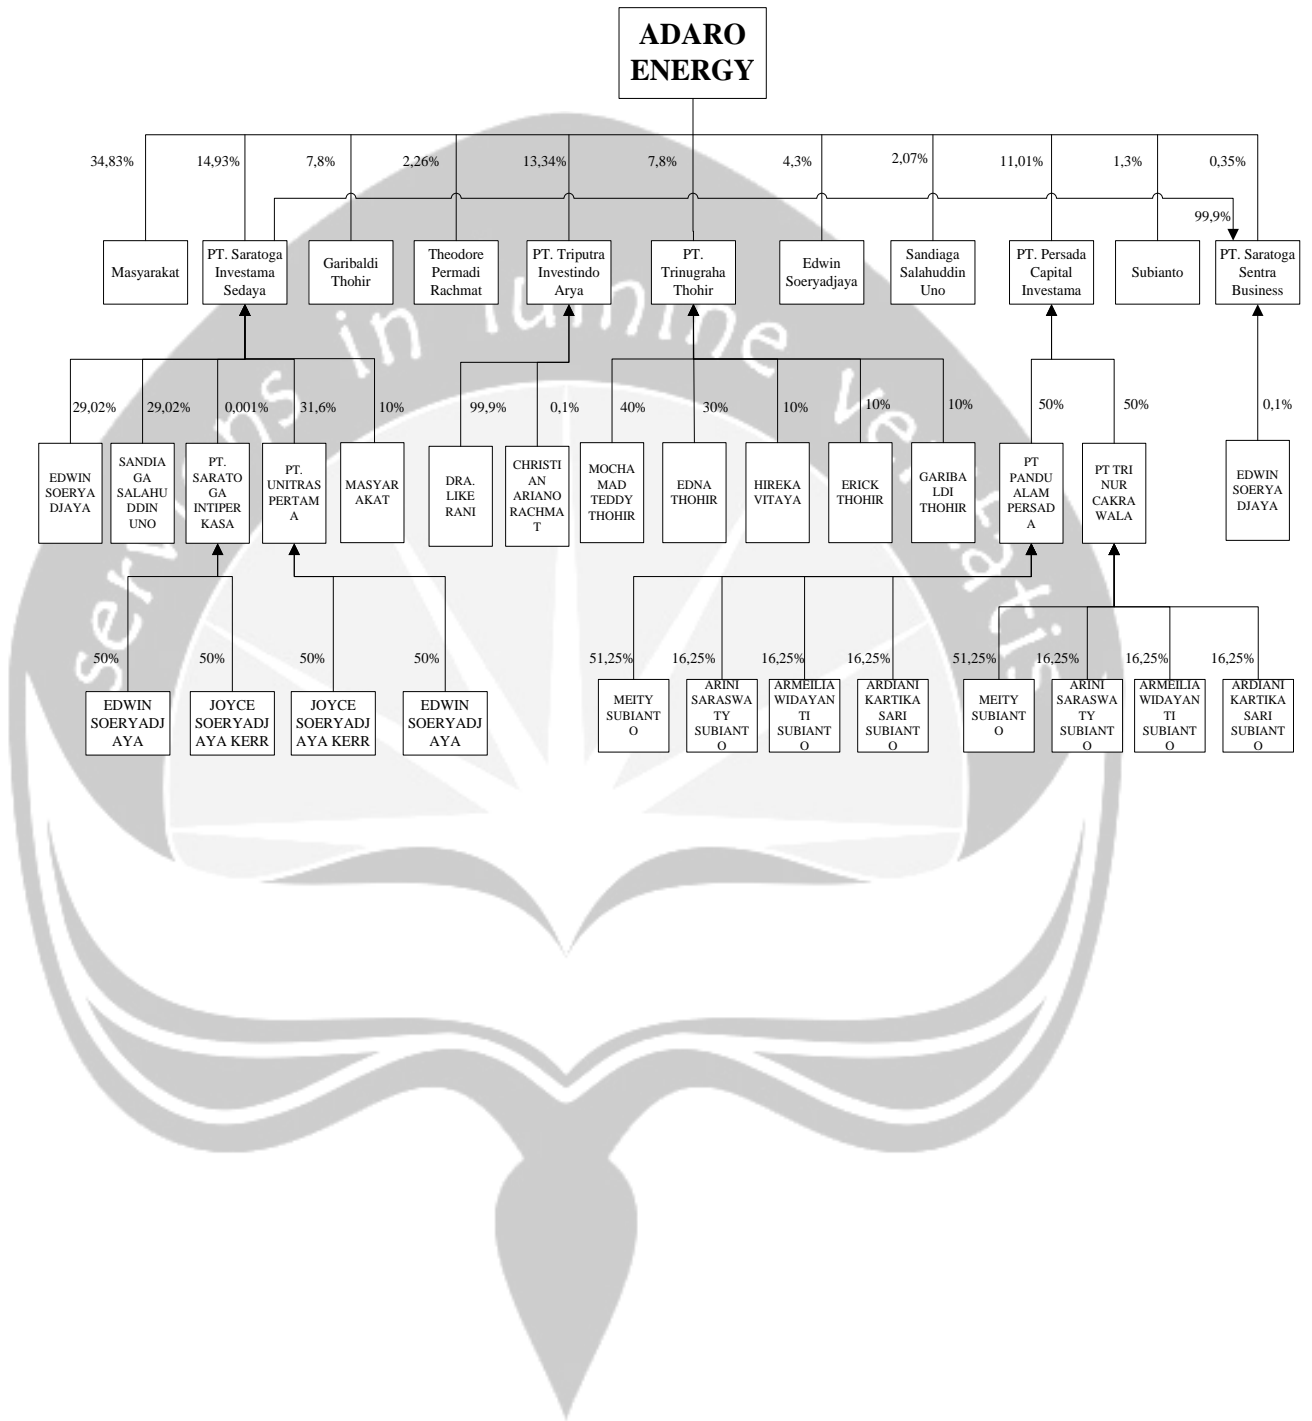 ADARO
ENERGY
34,83%
14,93%
7,8%
2,26%
13,34%
7,8%
4,3%
2,07%
11,01%
1,3%
0,35%
99,9%
Masyarakat
PT. Saratoga
Investama
Sedaya
Garibaldi
Thohir
Theodore
Permadi
Rachmat
PT. Triputra
Investindo
Arya
PT.
Trinugraha
Thohir
Edwin
Soeryadjaya
Sandiaga
Salahuddin
Uno
PT. Persada
Capital
Investama
Subianto
PT. Saratoga
Sentra
Business
servens in lumine veritatis
29,02%
29,02%
0,001%
31,6%
10%
99,9%
0,1%
40%
30%
10%
10%
10%
50%
50%
0,1%
EDWIN
SOERYA
DJAYA
SANDIA
GA
SALAHU
DDIN
UNO
PT.
SARATO
GA
INTIPER
KASA
PT.
UNITRAS
PERTAM
A
MASYAR
AKAT
DRA.
LIKE
RANI
CHRISTI
AN
ARIANO
RACHMA
T
MOCHA
MAD
TEDDY
THOHIR
EDNA
THOHIR
HIREKA
VITAYA
ERICK
THOHIR
GARIBA
LDI
THOHIR
PT
PANDU
ALAM
PERSAD
A
PT TRI
NUR
CAKRA
WALA
EDWIN
SOERYA
DJAYA
50%
50%
50%
50%
51,25%
16,25%
16,25%
16,25%
51,25%
16,25%
16,25%
16,25%
EDWIN
SOERYADJ
AYA
JOYCE
SOERYADJ
AYA KERR
JOYCE
SOERYADJ
AYA KERR
EDWIN
SOERYADJ
AYA
MEITY
SUBIANT
O
ARINI
SARASWA
TY
SUBIANT
O
ARMEILIA
WIDAYAN
TI
SUBIANT
O
ARDIANI
KARTIKA
SARI
SUBIANT
O
MEITY
SUBIANT
O
ARINI
SARASWA
TY
SUBIANT
O
ARMEILIA
WIDAYAN
TI
SUBIANT
O
ARDIANI
KARTIKA
SARI
SUBIANT
O